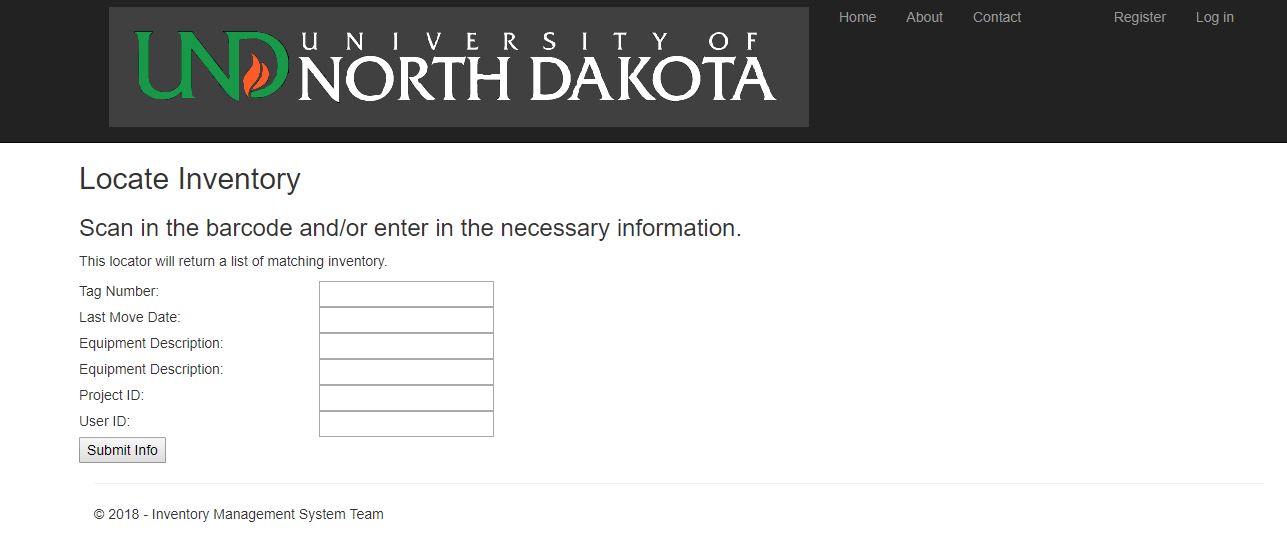 Home About Contact Register Log in
UND UNIVERSITY OF
NORTH DAKOTA
Locate Inventory
Scan in the barcode and/or enter in the necessary information.
This locator will return a list of matching inventory.
Tag Number:
Last Move Date:
Equipment Description:
Equipment Description:
Project ID:
User ID:
Submit Info
© 2018 - Inventory Management System Team